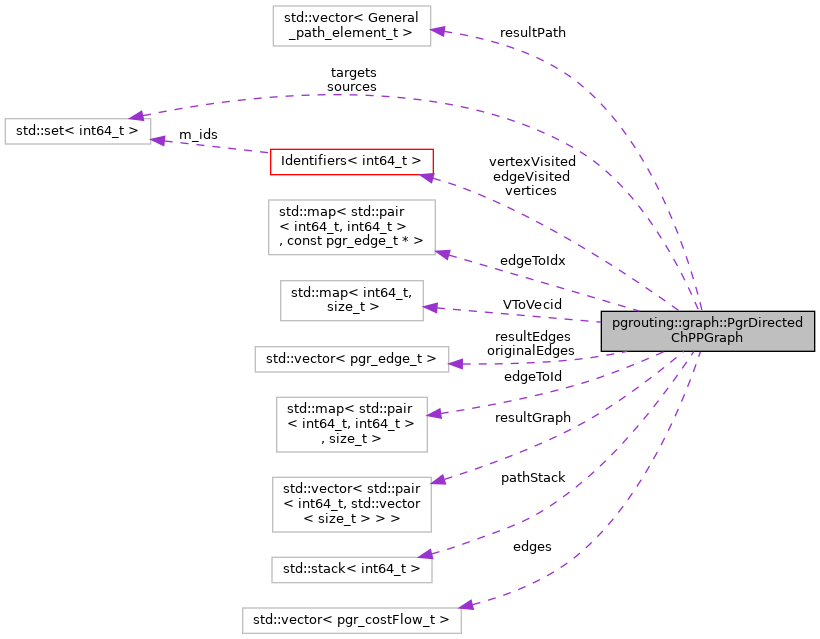 std::vector< General
_path_element_t >
resultPath
targets
sources
std::set< int64_t >
m_ids
Identifiers< int64_t >
vertexVisited
edgeVisited
vertices
std::map< std::pair
< int64_t, int64_t >
, const pgr_edge_t * >
edgeToIdx
std::map< int64_t,
size_t >
VToVecid
pgrouting::graph::PgrDirected
ChPPGraph
resultEdges
originalEdges
std::vector< pgr_edge_t >
edgeToId
std::map< std::pair
< int64_t, int64_t >
, size_t >
resultGraph
std::vector< std::pair
< int64_t, std::vector
< size_t > > >
pathStack
std::stack< int64_t >
edges
std::vector< pgr_costFlow_t >